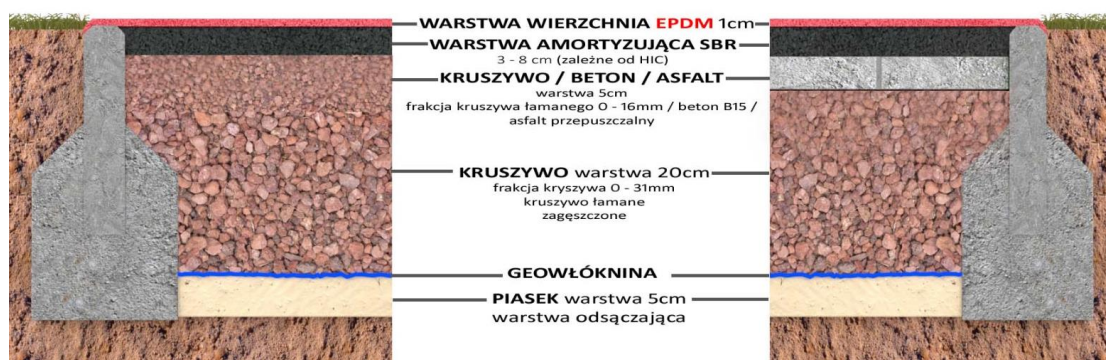 WARSTWA WIERZCHNIA EPDM 1cm
WARSTWA AMORTYZUJĄCA SBR
3 - 8 cm (zależne od HIC)
KRUSZYWO / BETON / ASFALT
warstwa 5cm
frakcja kruszywa łamanego 0 - 16mm / beton B15 /
asfalt przepuszczalny
KRUSZYWO warstwa 20cm
frakcja kryszywa 0 - 31mm
kruszywo łamane
zagęszczone
GEOWŁÓKNINA
PIASEK warstwa 5cm
warstwa odsączająca